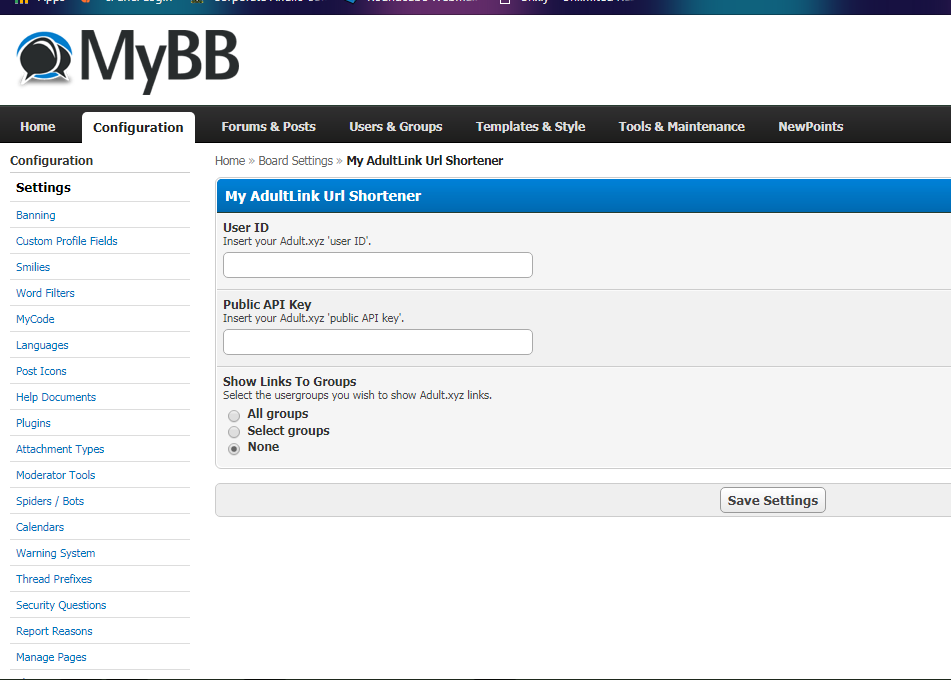 Apps
MyBB
Home
Configuration
Forums & Posts
Users & Groups
Templates & Style
Tools & Maintenance
NewPoints
Configuration
Settings
Banning
Custom Profile Fields
Smilies
Word Filters
MyCode
Languages
Post Icons
Help Documents
Plugins
Attachment Types
Moderator Tools
Spiders / Bots
Calendars
Warning System
Thread Prefixes
Security Questions
Report Reasons
Manage Pages
Home » Board Settings » My AdultLink Url Shortener
My AdultLink Url Shortener
User ID
Insert your Adult.xyz 'user ID'.
Public API Key
Insert your Adult.xyz 'public API key'.
Show Links To Groups
Select the usergroups you wish to show Adult.xyz links.
All groups
Select groups
None
Save Settings